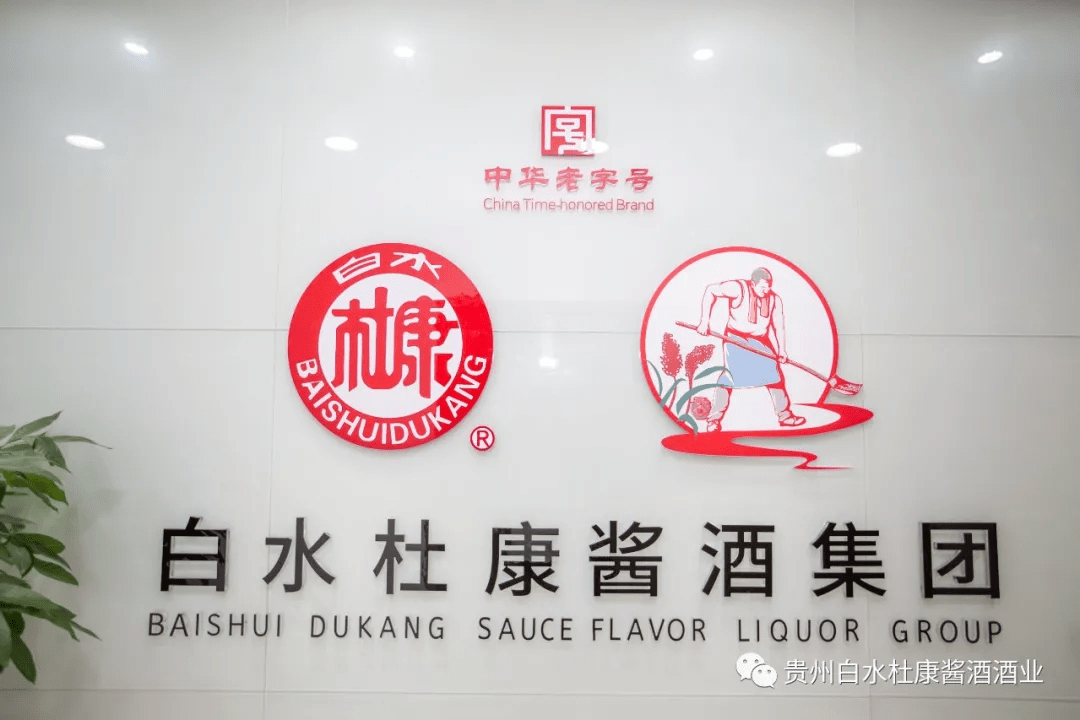 中华老字号
China Time-honored Brand
白水
杜康
BAISHUIDUKANG
®
白水杜康酱酒集团
BAISHUI DUKANG SAUCE FLAVOR LIQUOR GROUP
贵州白水杜康酱酒酒业